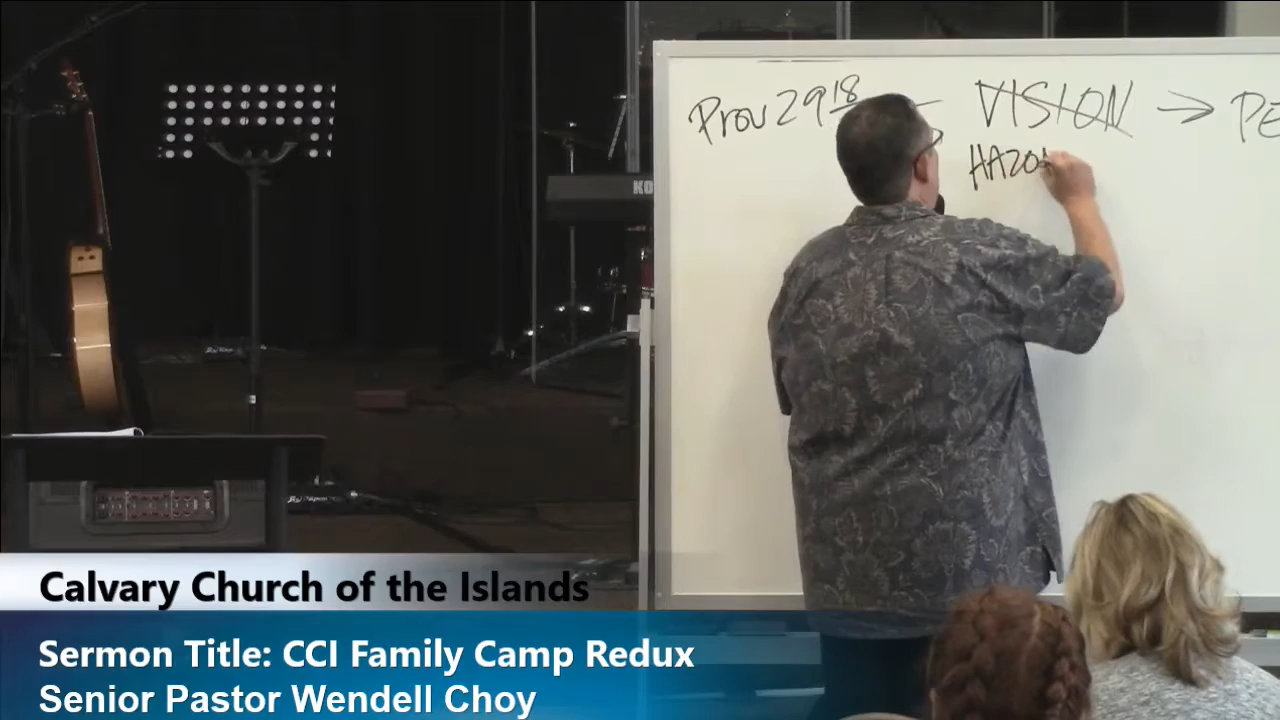 Prov 29 18 — VISION → PE
HAZO
KO
Calvary Church of the Islands
Sermon Title: CCI Family Camp Redux
Senior Pastor Wendell Choy